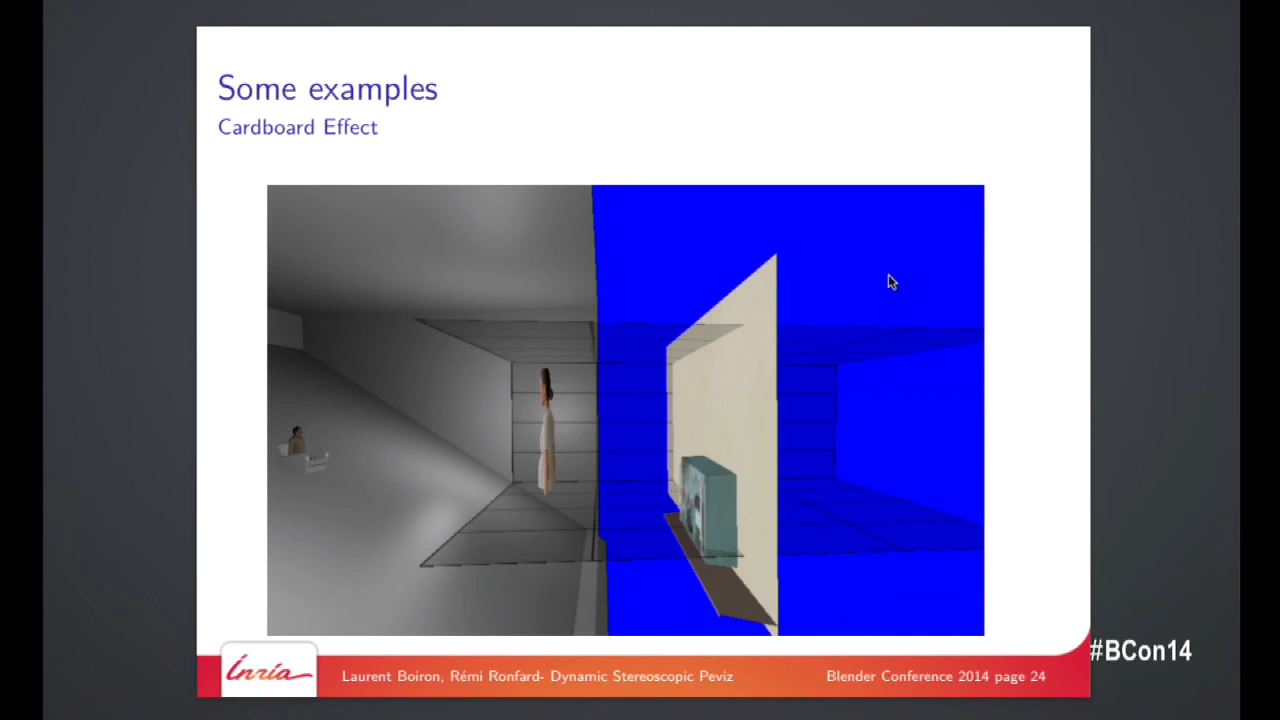 Some examples
Cardboard Effect
#BCon14
Inria
Laurent Boiron, Rémi Ronfard- Dynamic Stereoscopic Peviz
Blender Conference 2014 page 24